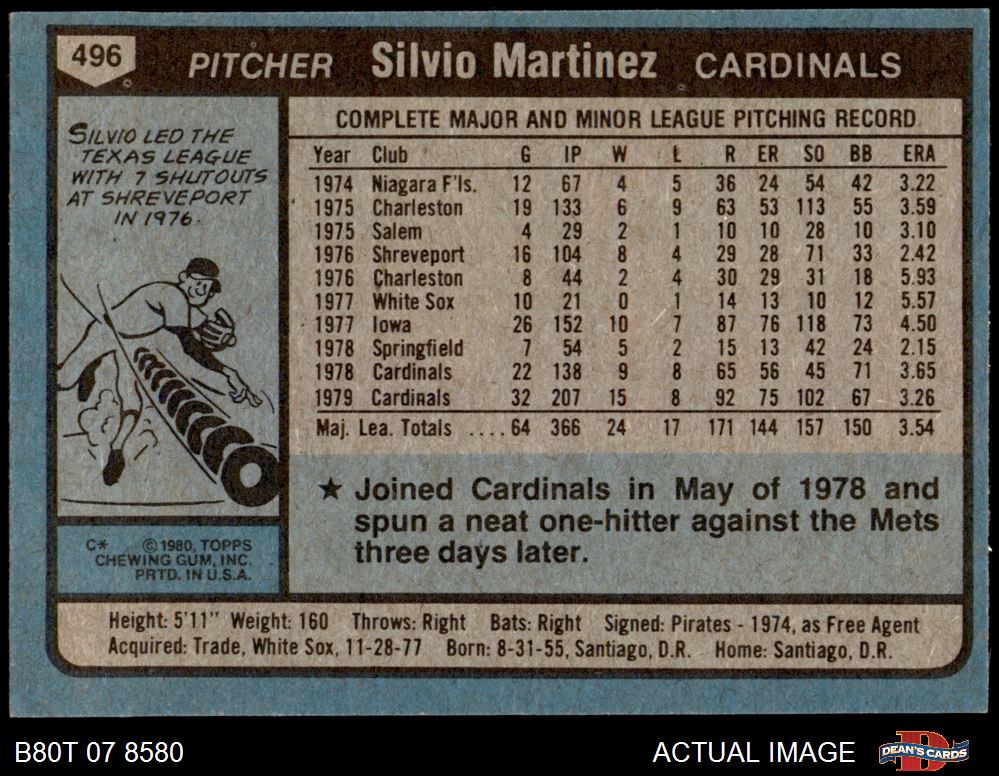 496 PITCHER Silvio Martinez CARDINALS
SILVIO LED THE
TEXAS LEAGUE
WITH 7 SHUTOUTS
AT SHREVEPORT
IN 1976.
COMPLETE MAJOR AND MINOR LEAGUE PITCHING RECORD
Year Club G IP W L R ER SO BB ERA
1974 Niagara F'ls. 12 67 4 5 36 24 54 42 3.22
1975 Charleston 19 133 6 9 63 53 113 55 3.59
1975 Salem 4 29 2 1 10 10 28 10 3.10
1976 Shreveport 16 104 8 4 29 28 71 33 2.42
1976 Charleston 8 44 2 4 30 29 31 18 5.93
1977 White Sox 10 21 0 1 14 13 10 12 5.57
1977 Iowa 26 152 10 7 87 76 118 73 4.50
1978 Springfield 7 54 5 2 15 13 42 24 2.15
1978 Cardinals 22 138 9 8 65 56 45 71 3.65
1979 Cardinals 32 207 15 8 92 75 102 67 3.26
Maj. Lea. Totals ....64 366 24 17 171 144 157 150 3.54
★ Joined Cardinals in May of 1978 and
spun a neat one-hitter against the Mets
three days later.
C* ©1980, TOPPS
CHEWING GUM, INC.
PRTD. IN U.S.A.
Height: 5'11" Weight: 160 Throws: Right Bats: Right Signed: Pirates - 1974, as Free Agent
Acquired: Trade, White Sox, 11-28-77 Born: 8-31-55, Santiago, D.R. Home: Santiago, D.R.
B80T 07 8580 ACTUAL IMAGE DEAN'S CARDS